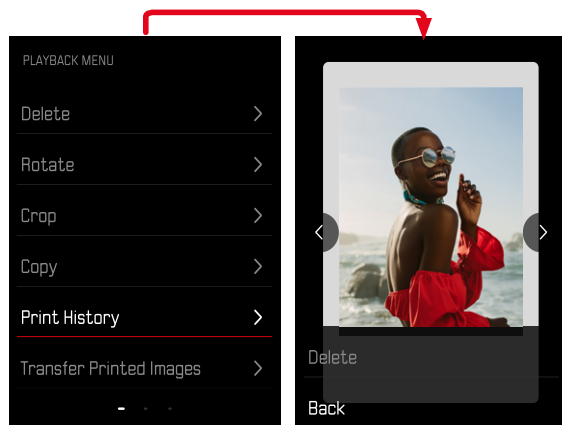 PLAYBACK MENU
Delete
Rotate
Crop
Copy
Print History
Transfer Printed Images
Delete
Back